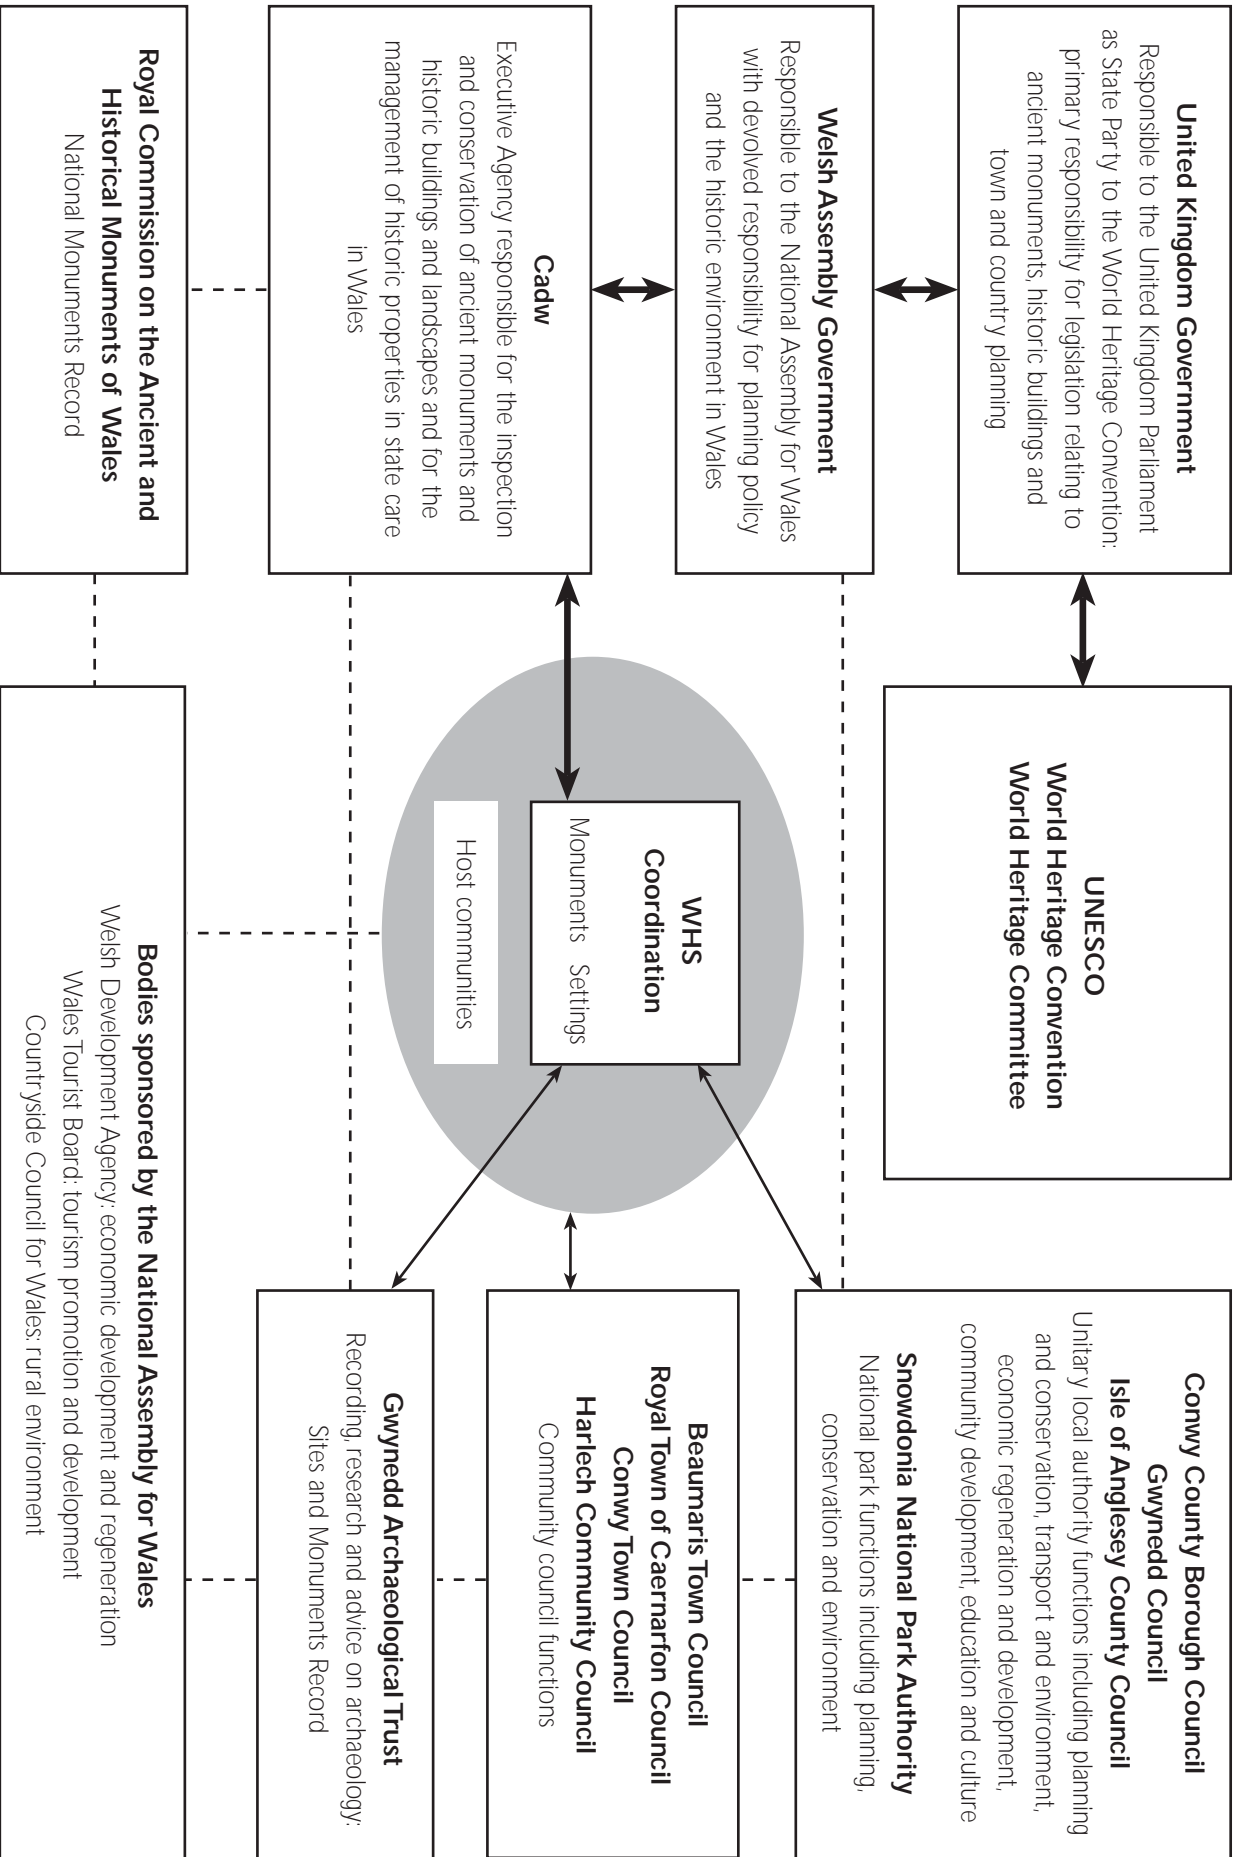 United Kingdom Government
Responsible to the United Kingdom Parliament
as State Party to the World Heritage Convention:
primary responsibility for legislation relating to
ancient monuments, historic buildings and
town and country planning
UNESCO
World Heritage Convention
World Heritage Committee
Conwy County Borough Council
Gwynedd Council
Isle of Anglesey County Council
Unitary local authority functions including planning
and conservation, transport and environment,
economic regeneration and development,
community development, education and culture
Snowdonia National Park Authority
National park functions including planning,
conservation and environment
Welsh Assembly Government
Responsible to the National Assembly for Wales
with devolved responsibility for planning policy
and the historic environment in Wales
WHS
Coordination
Monuments Settings
Host communities
Beaumaris Town Council
Royal Town of Caernarfon Council
Conwy Town Council
Harlech Community Council
Community council functions
Cadw
Executive Agency responsible for the inspection
and conservation of ancient monuments and
historic buildings and landscapes and for the
management of historic properties in state care
in Wales
Gwynedd Archaeological Trust
Recording, research and advice on archaeology:
Sites and Monuments Record
Royal Commission on the Ancient and
Historical Monuments of Wales
National Monuments Record
Bodies sponsored by the National Assembly for Wales
Welsh Development Agency: economic development and regeneration
Wales Tourist Board: tourism promotion and development
Countryside Council for Wales: rural environment